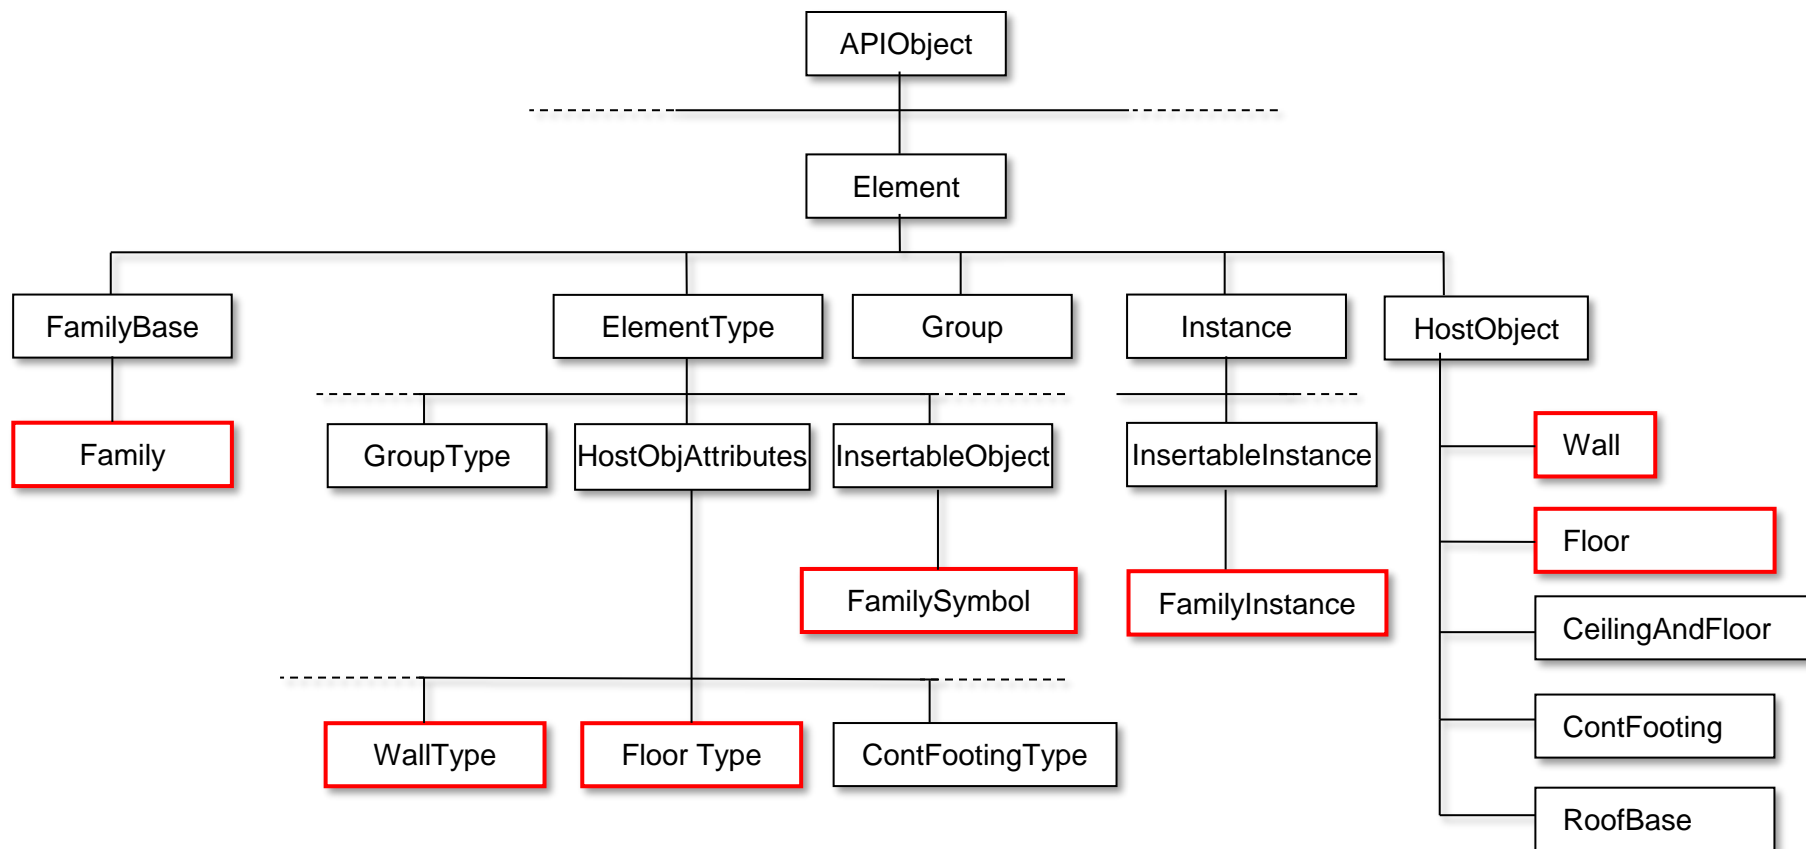 APIObject
Element
FamilyBase
ElementType
Group
Instance
HostObject
Family
GroupType
HostObjAttributes
InsertableObject
InsertableInstance
Wall
Floor
FamilySymbol
FamilyInstance
CeilingAndFloor
WallType
Floor Type
ContFootingType
ContFooting
RoofBase